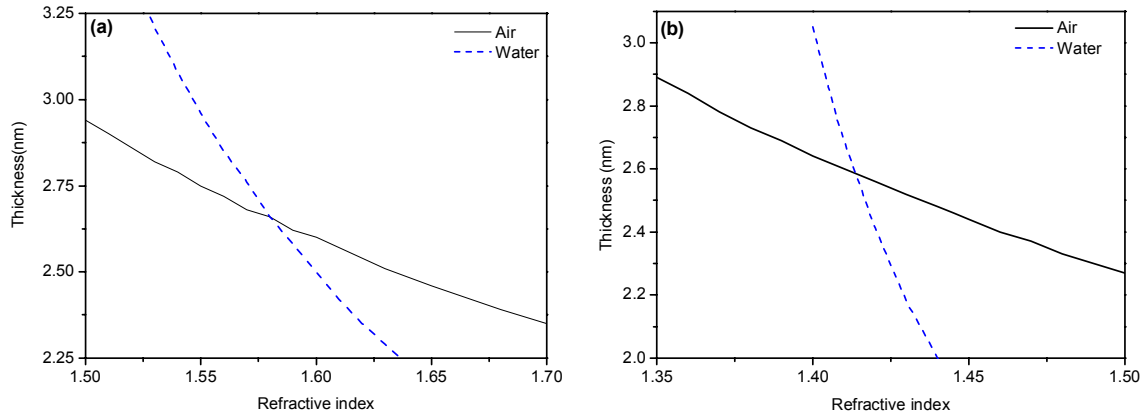 (a)
Air
Water
3.25
3.00
2.75
2.50
2.25
Thickness(nm)
1.50 1.55 1.60 1.65 1.70
Refractive index
(b)
Air
Water
3.0
2.8
2.6
2.4
2.2
2.0
Thickness (nm)
1.35 1.40 1.45 1.50
Refractive index